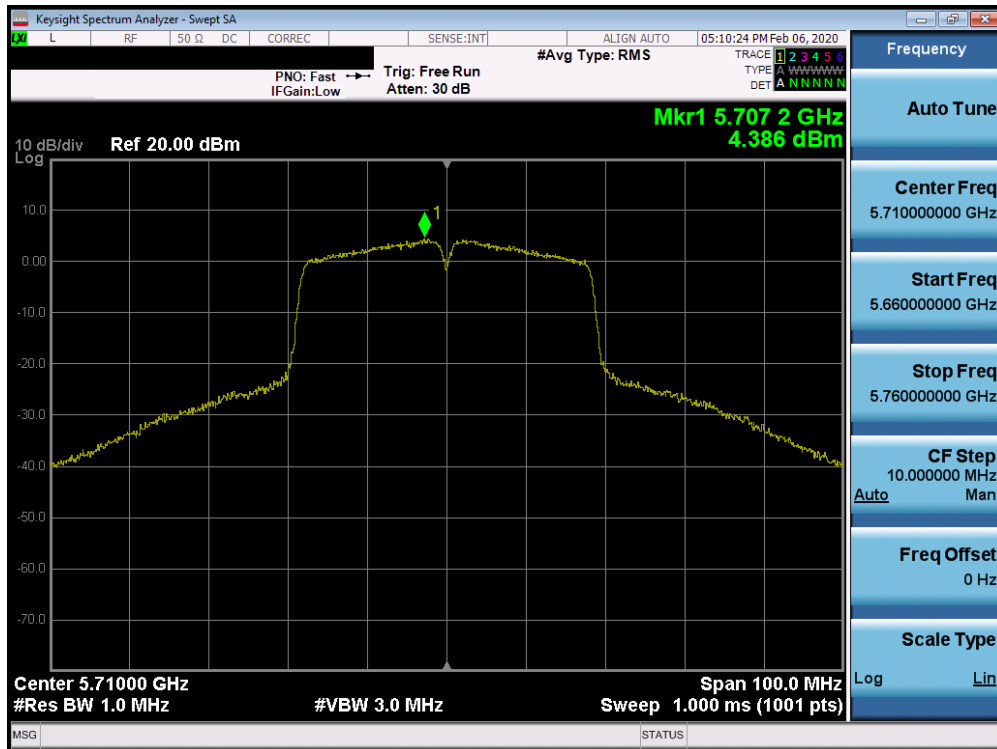 Keysight Spectrum Analyzer - Swept SA
LXI L RF 50 Ω DC CORREC SENSE:INT ALIGN AUTO 05:10:24 PM Feb 06, 2020
#Avg Type: RMS
TRACE 1 2 3 4 5 6
PNO: Fast Trig: Free Run
TYPE A WWWWW
IFGain:Low Atten: 30 dB
DET A N N N N N
Mkr1 5.707 2 GHz
4.386 dBm
10 dB/div Ref 20.00 dBm
Log
1
10.0
0.00
-10.0
-20.0
-30.0
-40.0
-50.0
-60.0
-70.0
Center 5.71000 GHz Span 100.0 MHz
#Res BW 1.0 MHz #VBW 3.0 MHz Sweep 1.000 ms (1001 pts)
MSG STATUS
Frequency
Auto Tune
Center Freq
5.710000000 GHz
Start Freq
5.660000000 GHz
Stop Freq
5.760000000 GHz
CF Step
10.000000 MHz
Auto Man
Freq Offset
0 Hz
Scale Type
Log Lin